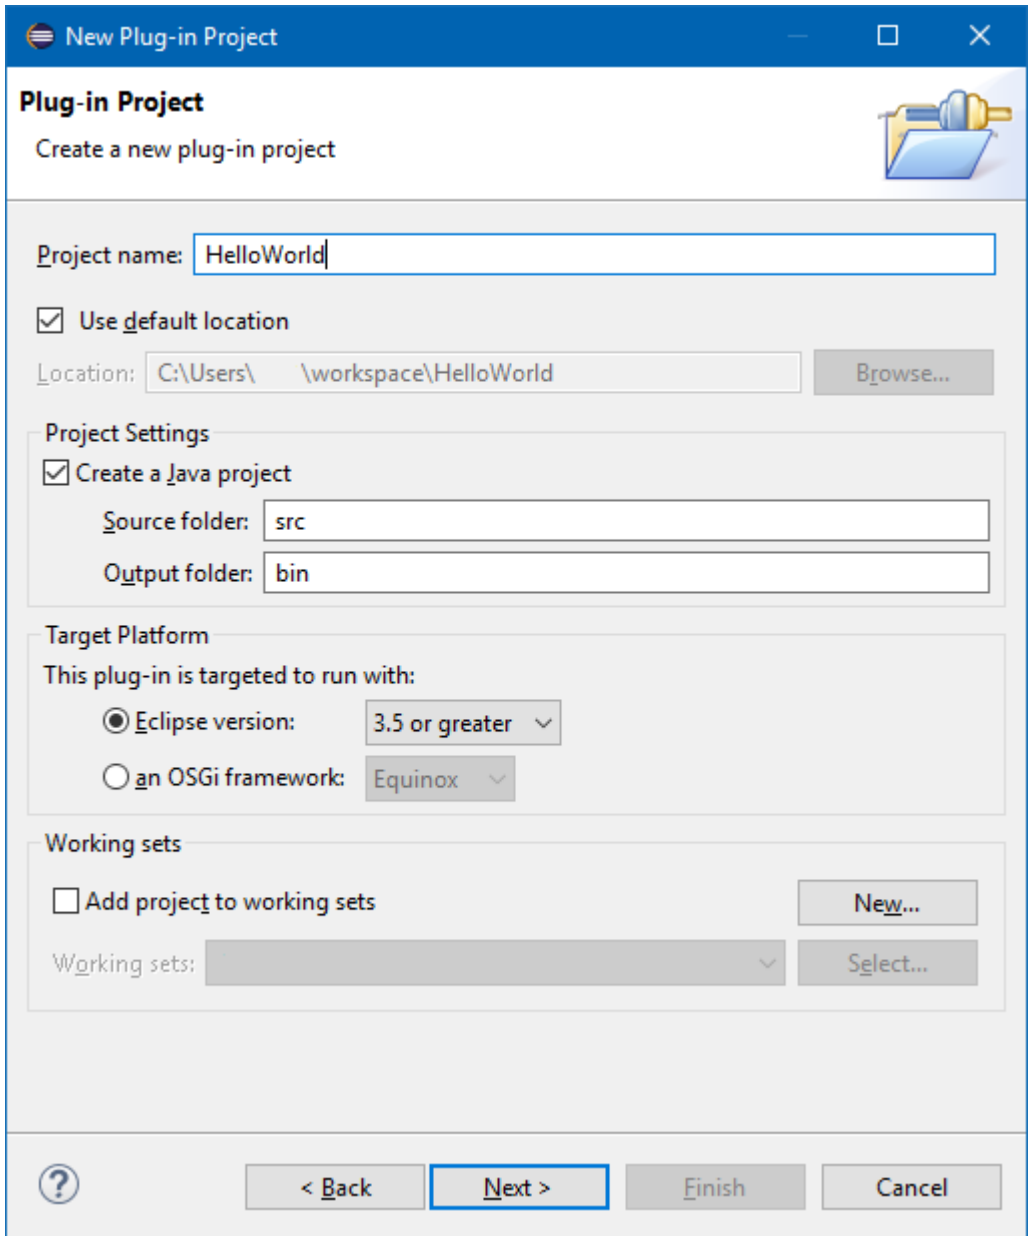 New Plug-in Project
Plug-in Project
Create a new plug-in project
Project name: HelloWorld
Use default location
Location: C:\Users\ \workspace\HelloWorld Browse...
Project Settings
Create a Java project
Source folder: src
Output folder: bin
Target Platform
This plug-in is targeted to run with:
Eclipse version: 3.5 or greater
an OSGi framework: Equinox
Working sets
Add project to working sets New...
Working sets: Select...
? < Back Next > Finish Cancel